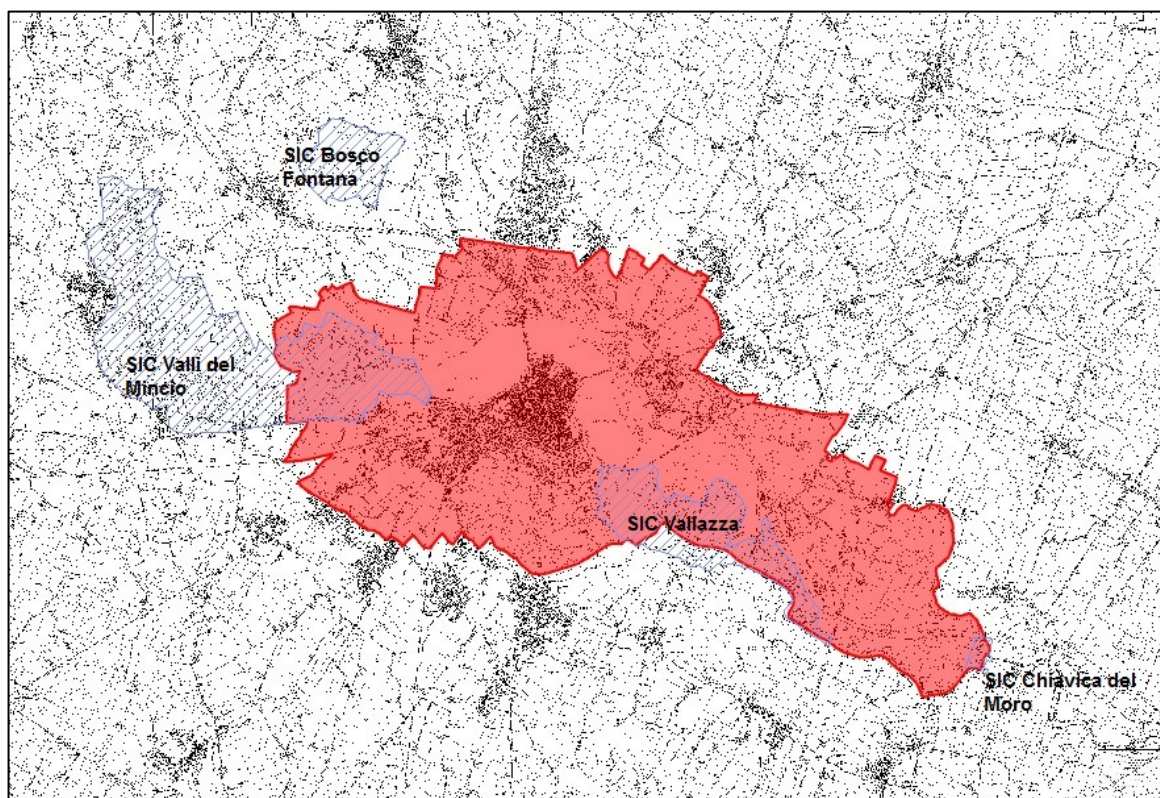 SIC Bosco
Fontana
SIC Valli del
Mincio
SIC Vallazza
SIC Chiavica del
Moro